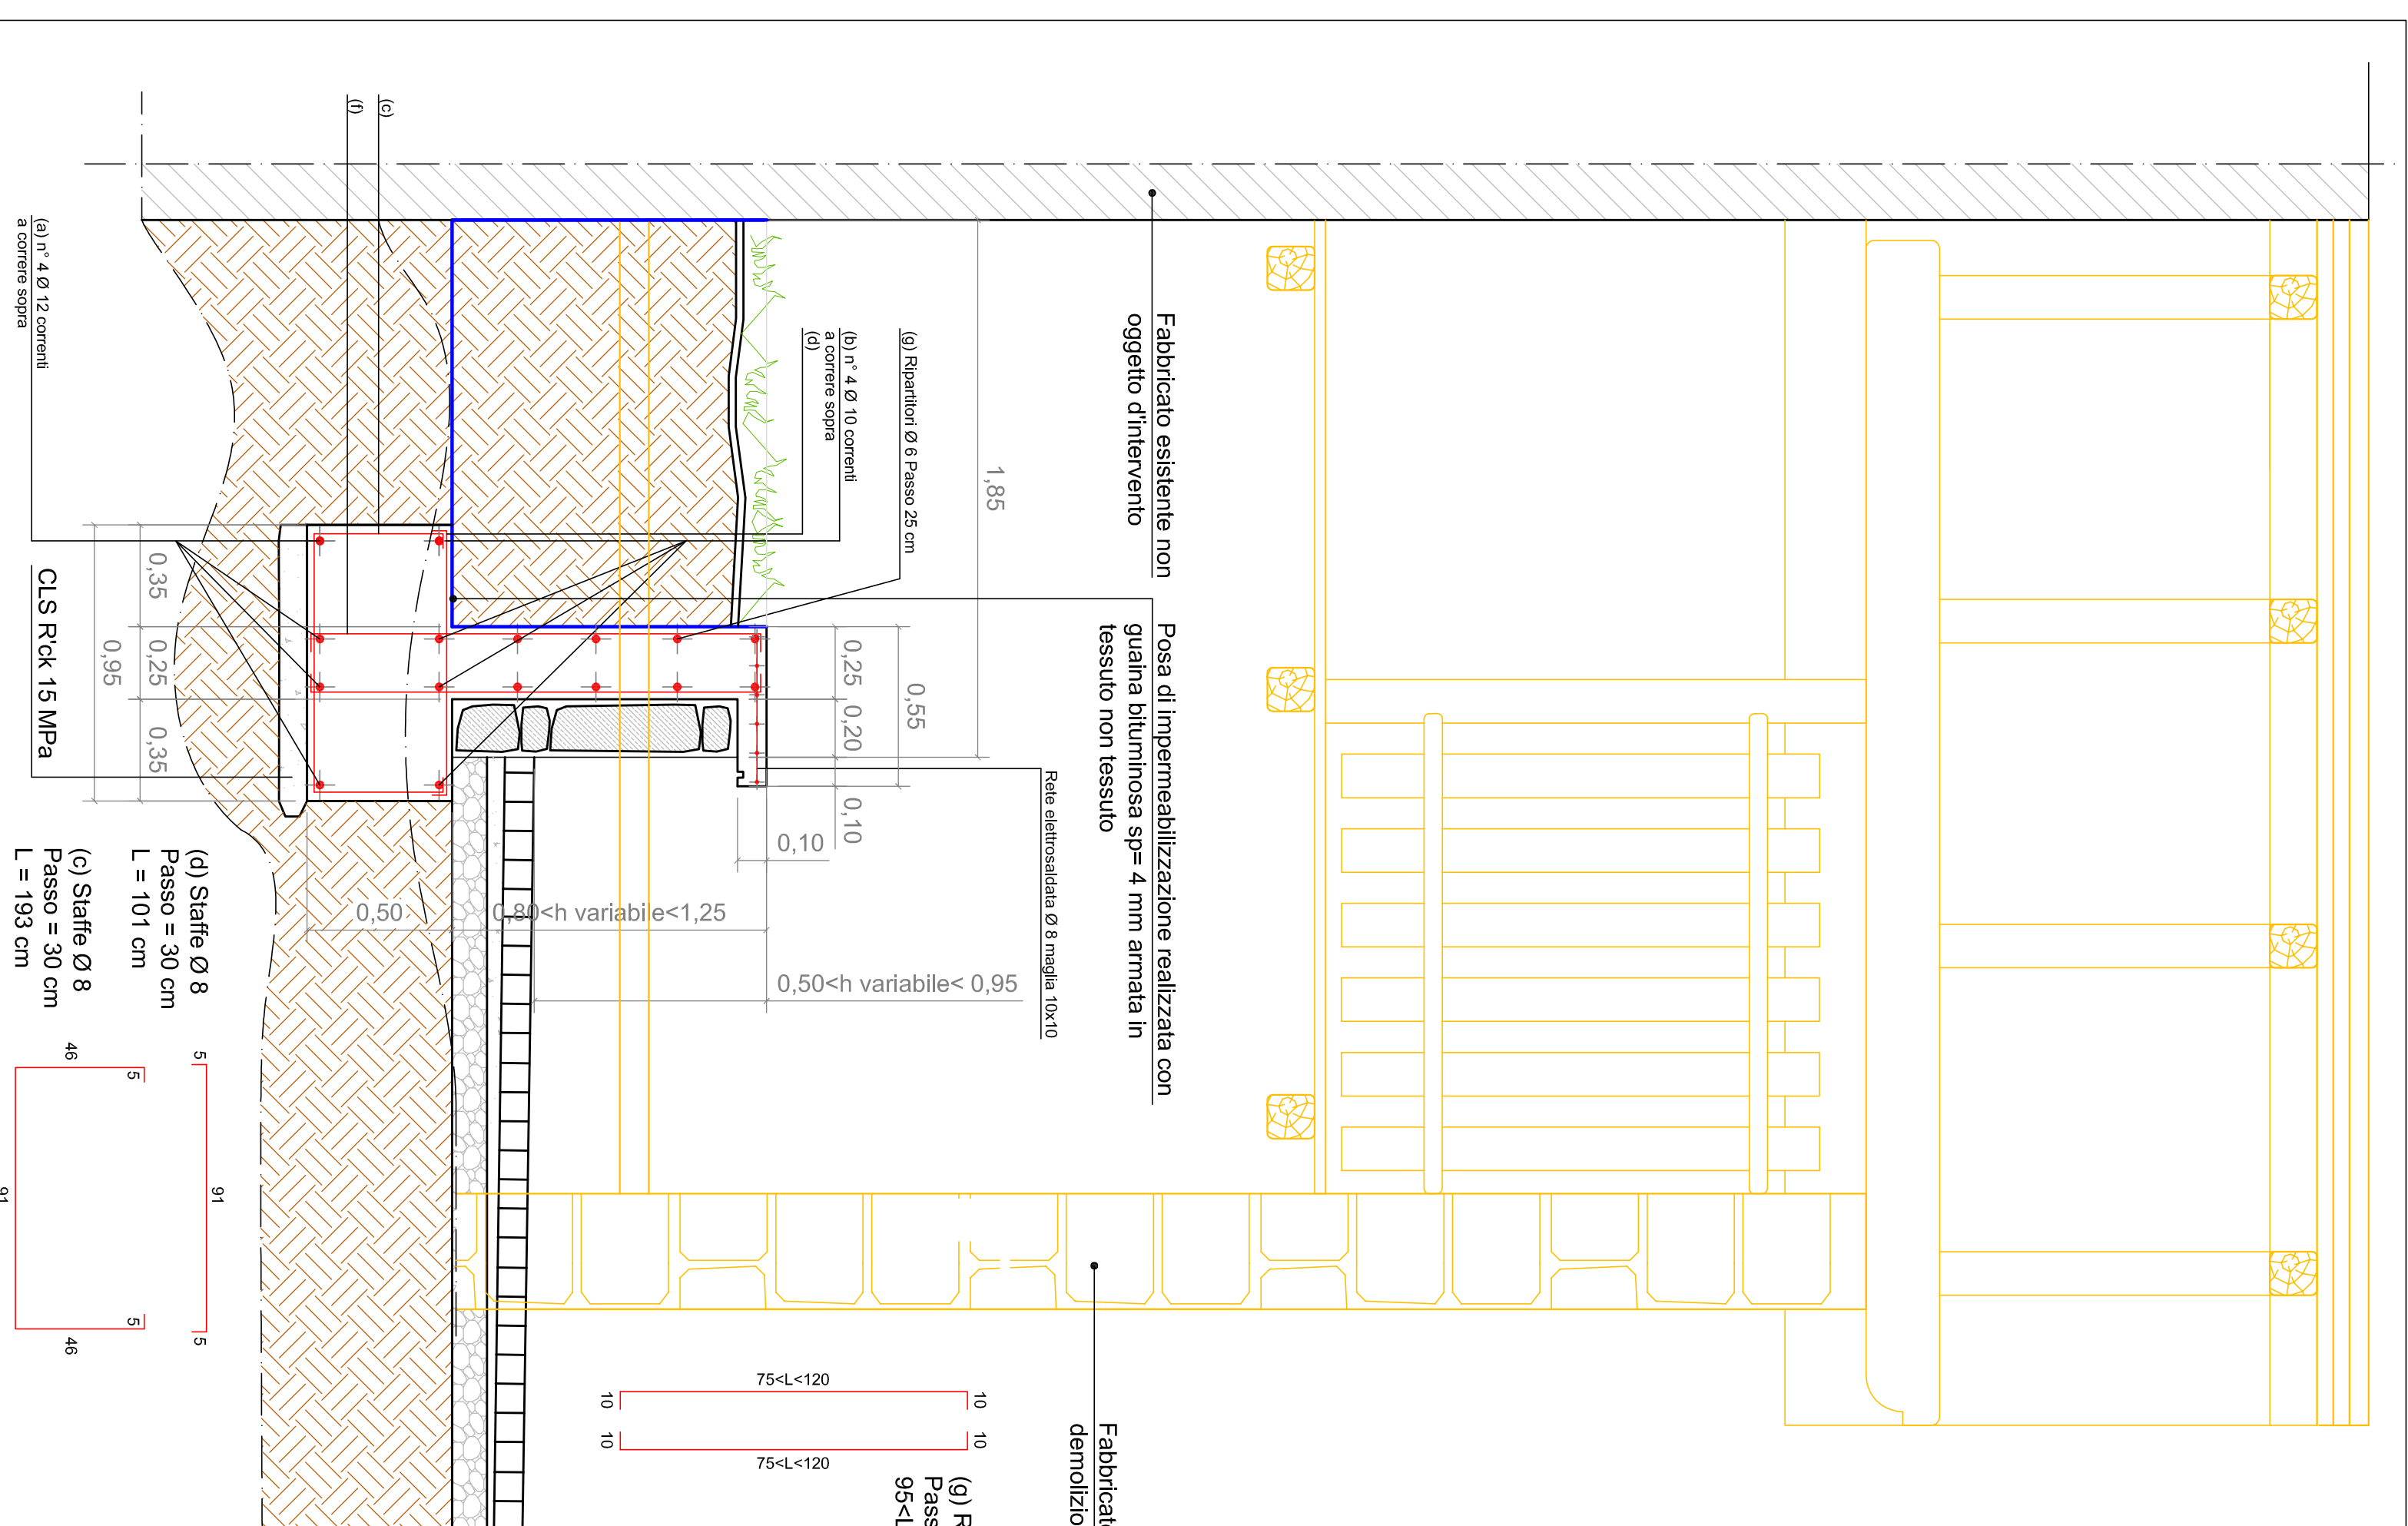 Fabbricato esistente non
oggetto d'intervento
Posa di impermeabilizzazione realizzata con
guaina bituminosa sp= 4 mm armata in
tessuto non tessuto
Fabbricato
demolizio
1,85
(g) Ripartitori Ø 6 Passo 25 cm
(b) n° 4 Ø 10 correnti
a correre sopra
(d)
Rete elettrosaldata Ø 8 maglia 10x10
0,55
0,25
0,20
0,10
0,10
0,50<h variabile< 0,95
0,80<h variabile<1,25
0,50
(c)
(f)
(a) n° 4 Ø 12 correnti
a correre sopra
0,35
0,25
0,35
0,95
CLS R'ck 15 MPa
(d) Staffe Ø 8
Passo = 30 cm
L = 101 cm
5
91
5
(c) Staffe Ø 8
Passo = 30 cm
L = 193 cm
46
5
91
5
46
75<L<120
10
10
10
10
75<L<120
(g) R
Pass
95<L